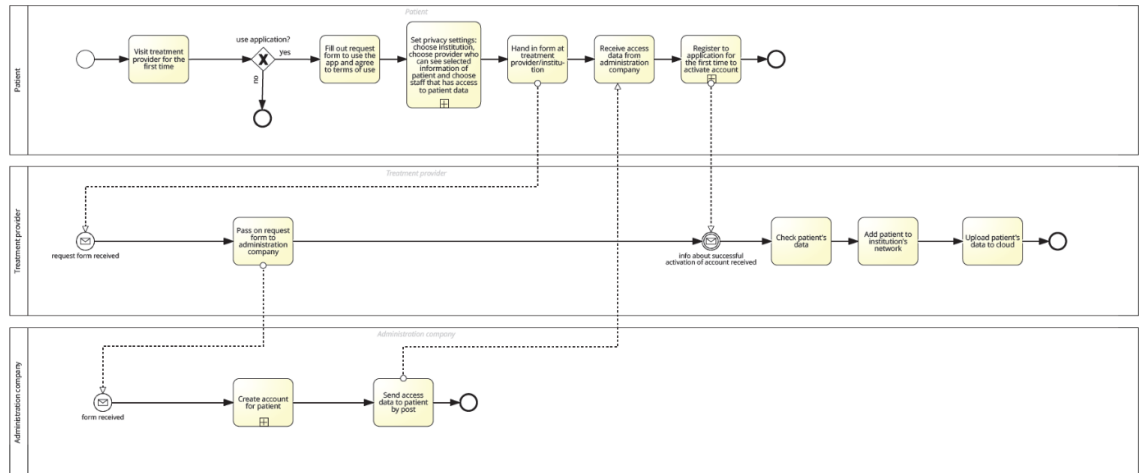 Patient
Patient
use application?
yes
no
Visit treatment
provider for the
first time
Fill out request
form to use the
app and agree
to terms of use
Set privacy settings:
choose institution,
choose provider who
can see selected
information of
patient and choose
staff that has access
to patient data
Hand in form at
treatment
provider/institu-
tion
Receive access
data from
administration
company
Register to
application for
the first time to
activate account
Treatment provider
Treatment provider
request form received
Pass on request
form to
administration
company
info about successful
activation of account received
Check patient's
data
Add patient to
institution's
network
Upload patient's
data to cloud
Administration company
Administration company
form received
Create account
for patient
Send access
data to patient
by post